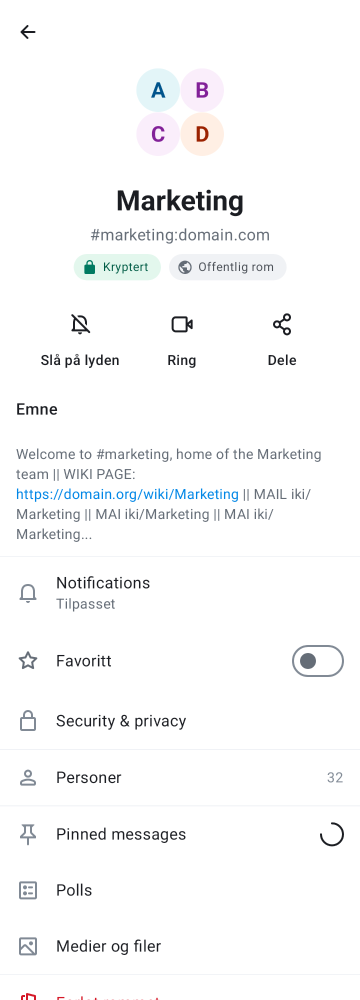 A B
C D
Marketing
#marketing:domain.com
Kryptert Offentlig rom
Slå på lyden Ring Dele
Emne
Welcome to #marketing, home of the Marketing
team || WIKI PAGE:
https://domain.org/wiki/Marketing || MAIL iki/
Marketing || MAI iki/Marketing || MAI iki/
Marketing...
Notifications
Tilpasset
Favoritt
Security & privacy
Personer 32
Pinned messages
Polls
Medier og filer